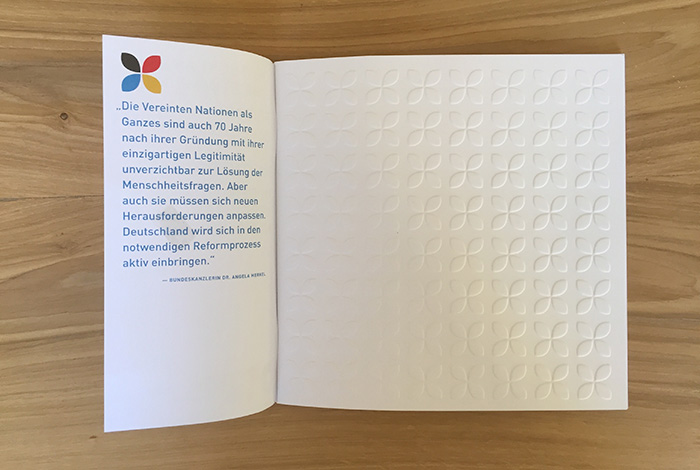 „Die Vereinten Nationen als
Ganzes sind auch 70 Jahre
nach ihrer Gründung mit ihrer
einzigartigen Legitimität
unverzichtbar zur Lösung der
Menschheitsfragen. Aber
auch sie müssen sich neuen
Herausforderungen anpassen.
Deutschland wird sich in den
notwendigen Reformprozess
aktiv einbringen.“
— BUNDESKANZLERIN DR. ANGELA MERKEL